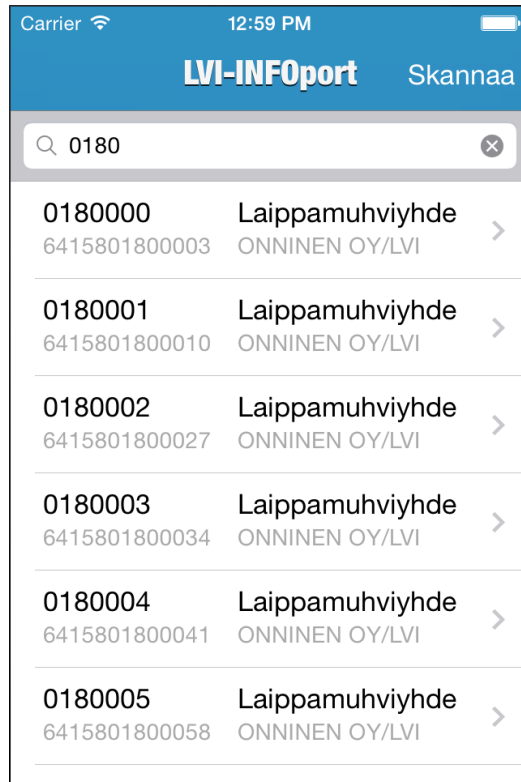 Carrier 12:59 PM
LVI-INFOport Skannaa
0180
0180000 Laippamuhviyhde
6415801800003 ONNINEN OY/LVI
0180001 Laippamuhviyhde
6415801800010 ONNINEN OY/LVI
0180002 Laippamuhviyhde
6415801800027 ONNINEN OY/LVI
0180003 Laippamuhviyhde
6415801800034 ONNINEN OY/LVI
0180004 Laippamuhviyhde
6415801800041 ONNINEN OY/LVI
0180005 Laippamuhviyhde
6415801800058 ONNINEN OY/LVI